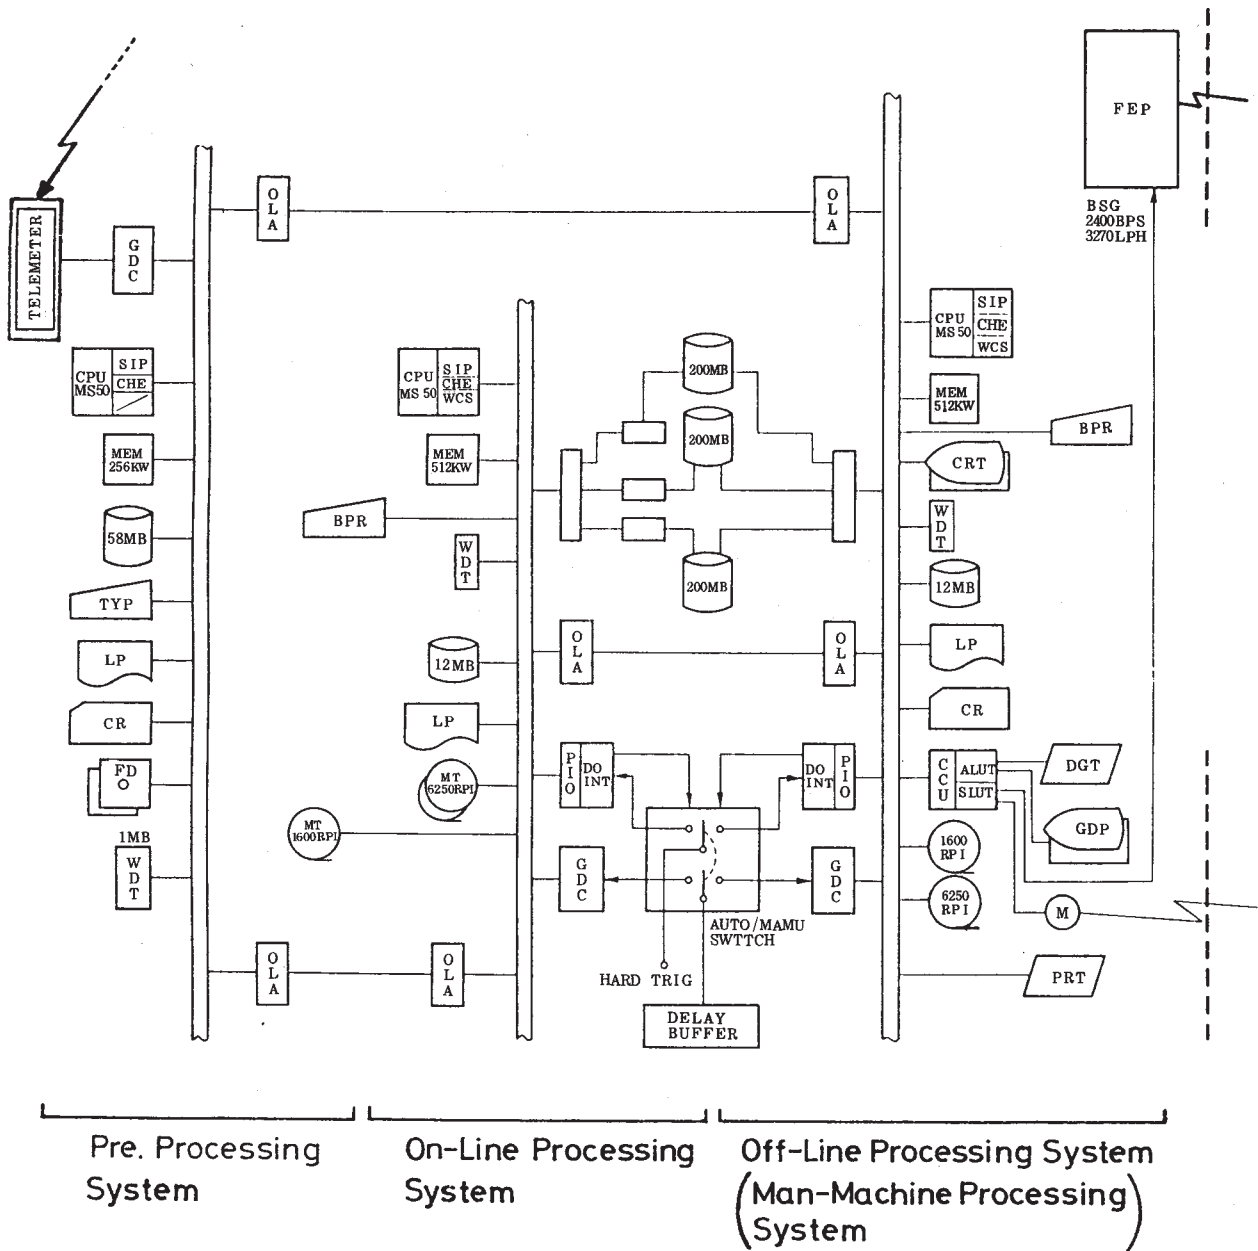 FEP
BSG
2400BPS
3270LPH
TELEMETER
GDC
OLA
OLA
CPU
MS50
SIP
CHE
MEM
256KW
58MB
TYP
LP
CR
FD
1MB
WDT
OLA
OLA
CPU
MS50
SIP
CHE
WCS
MEM
512KW
BPR
WDT
12MB
LP
MT
6250RPI
MT
1600RPI
200MB
200MB
200MB
OLA
OLA
PIO
DO
INT
DO
INT
PIO
GDC
GDC
AUTO/MAMU
SWTTCH
HARD TRIG
DELAY
BUFFER
CPU
MS50
SIP
CHE
WCS
MEM
512KW
BPR
CRT
WDT
12MB
LP
CR
CCU
ALUT
SLUT
DGT
GDP
1600
RPI
6250
RPI
M
PRT
Pre. Processing
System
On-Line Processing
System
Off-Line Processing System
(Man-Machine Processing
System)